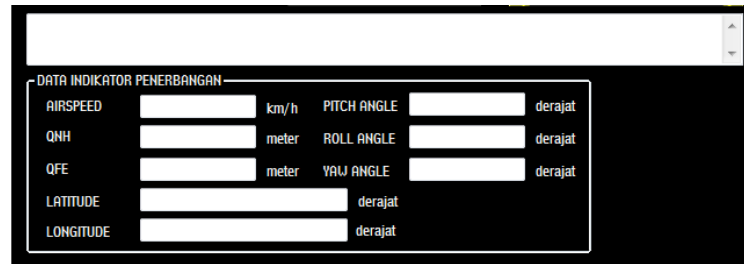 DATA INDIKATOR PENERBANGAN
AIRSPEED km/h PITCH ANGLE derajat
QNH meter ROLL ANGLE derajat
QFE meter YAW ANGLE derajat
LATITUDE derajat
LONGITUDE derajat